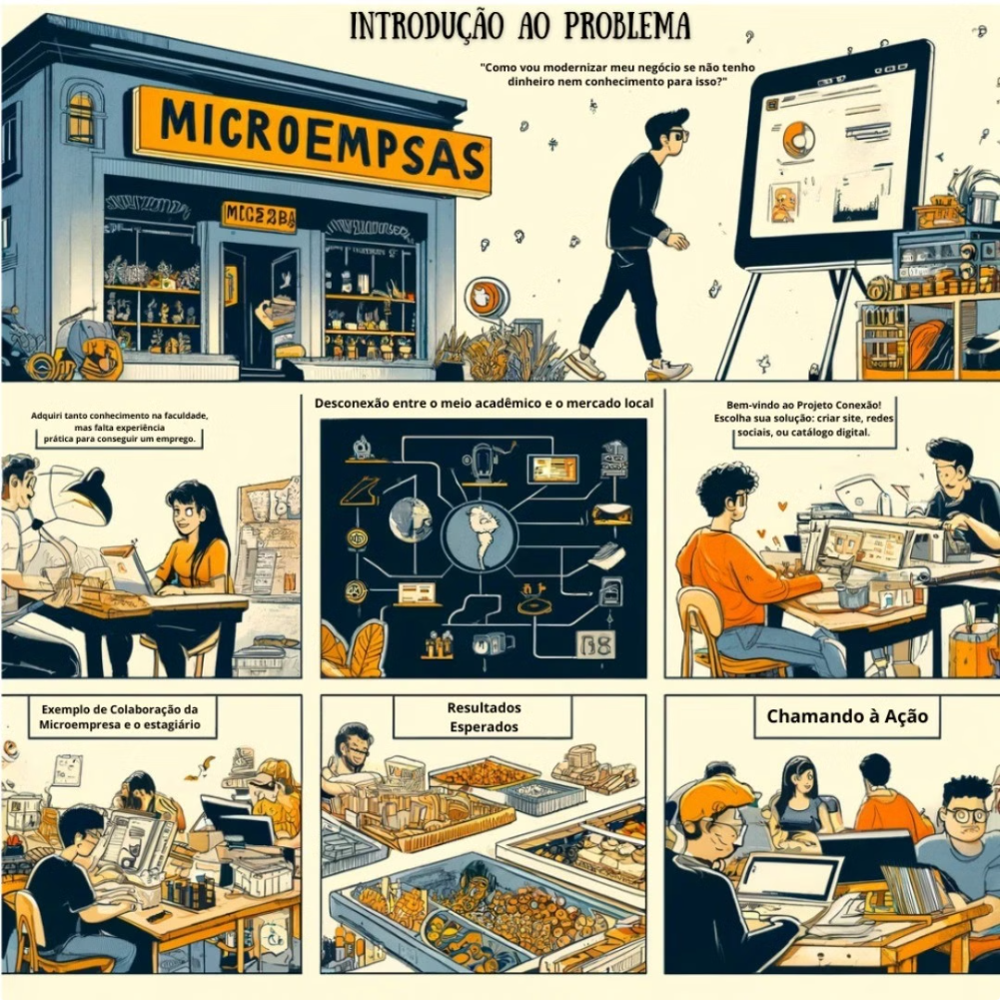 INTRODUÇÃO AO PROBLEMA
"Como vou modernizar meu negócio se não tenho
dinheiro nem conhecimento para isso?"
MICROEMPSAS
Adquiri tanto conhecimento na faculdade,
mas falta experiência
prática para conseguir um emprego.
Desconexão entre o meio acadêmico e o mercado local
Bem-vindo ao Projeto Conexão!
Escolha sua solução: criar site, redes
sociais, ou catálogo digital.
Exemplo de Colaboração da
Microempresa e o estagiário
Resultados
Esperados
Chamando à Ação